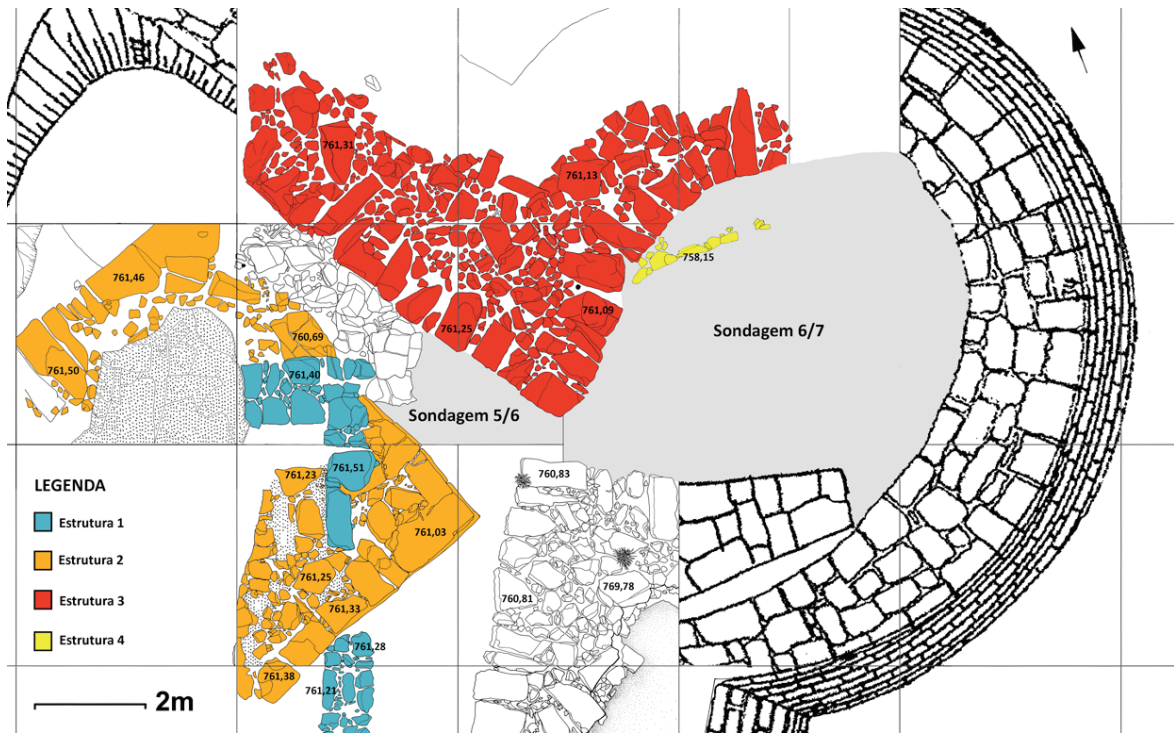 761,31
761,13
758,15
761,46
761,09
761,25
Sondagem 6/7
760,69
761,50
761,40
Sondagem 5/6
761,23
761,51
760,83
LEGENDA
Estrutura 1
761,03
Estrutura 2
761,25
769,78
Estrutura 3
761,33
760,81
Estrutura 4
761,28
761,38
761,21
2m